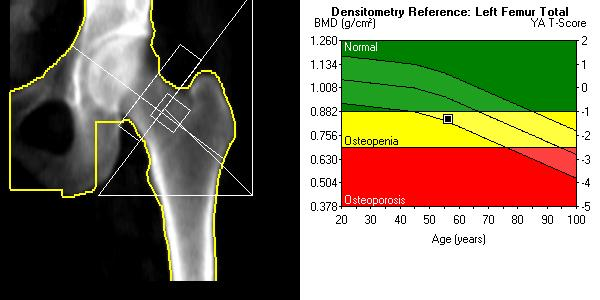 Densitometry Reference: Left Femur Total
BMD (g/cm²) YA T-Score
1.260 2
Normal
1.134 1
1.008 0
0.882 -1
0.756 -2
Osteopenia
0.630 -3
0.504 -4
Osteoporosis
0.378 -5
20 30 40 50 60 70 80 90 100
Age (years)